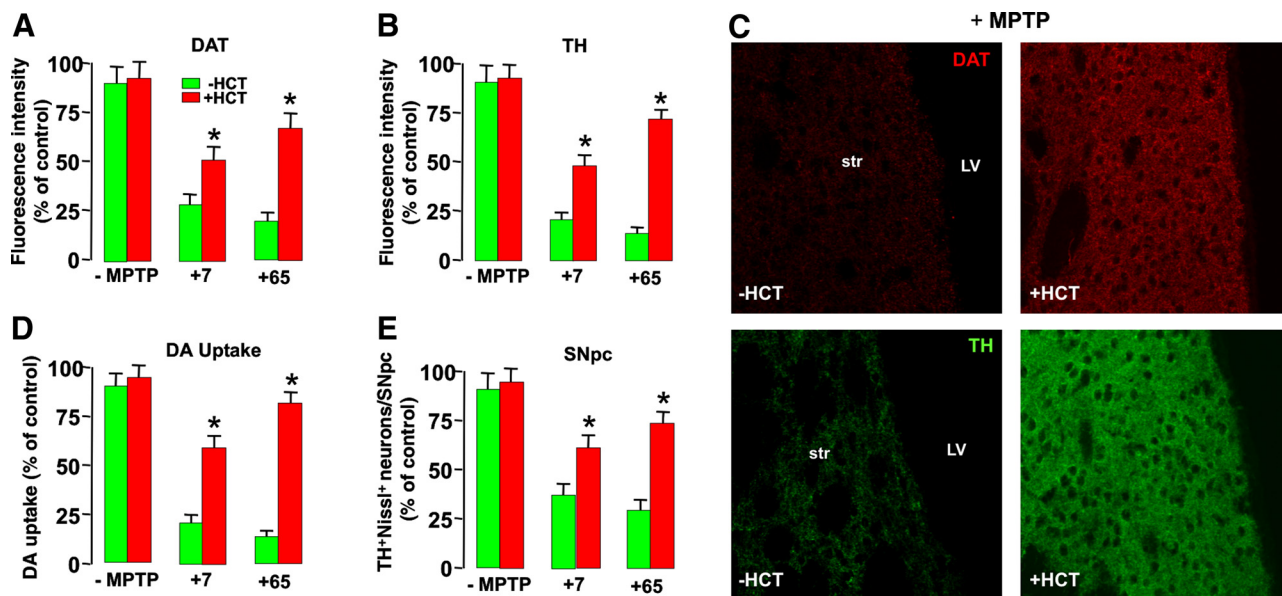 A
DAT
Fluorescence intensity
(% of control)
100
75
50
25
0
-HCT
+HCT
*
*
- MPTP
+7
+65
B
TH
Fluorescence intensity
(% of control)
100
75
50
25
0
*
*
- MPTP
+7
+65
C
+ MPTP
DAT
str
LV
-HCT
+HCT
TH
str
LV
-HCT
+HCT
D
DA Uptake
DA uptake (% of control)
100
75
50
25
0
*
*
- MPTP
+7
+65
E
SNpc
TH⁺Nissl⁺ neurons/SNpc
(% of control)
100
75
50
25
0
*
*
- MPTP
+7
+65